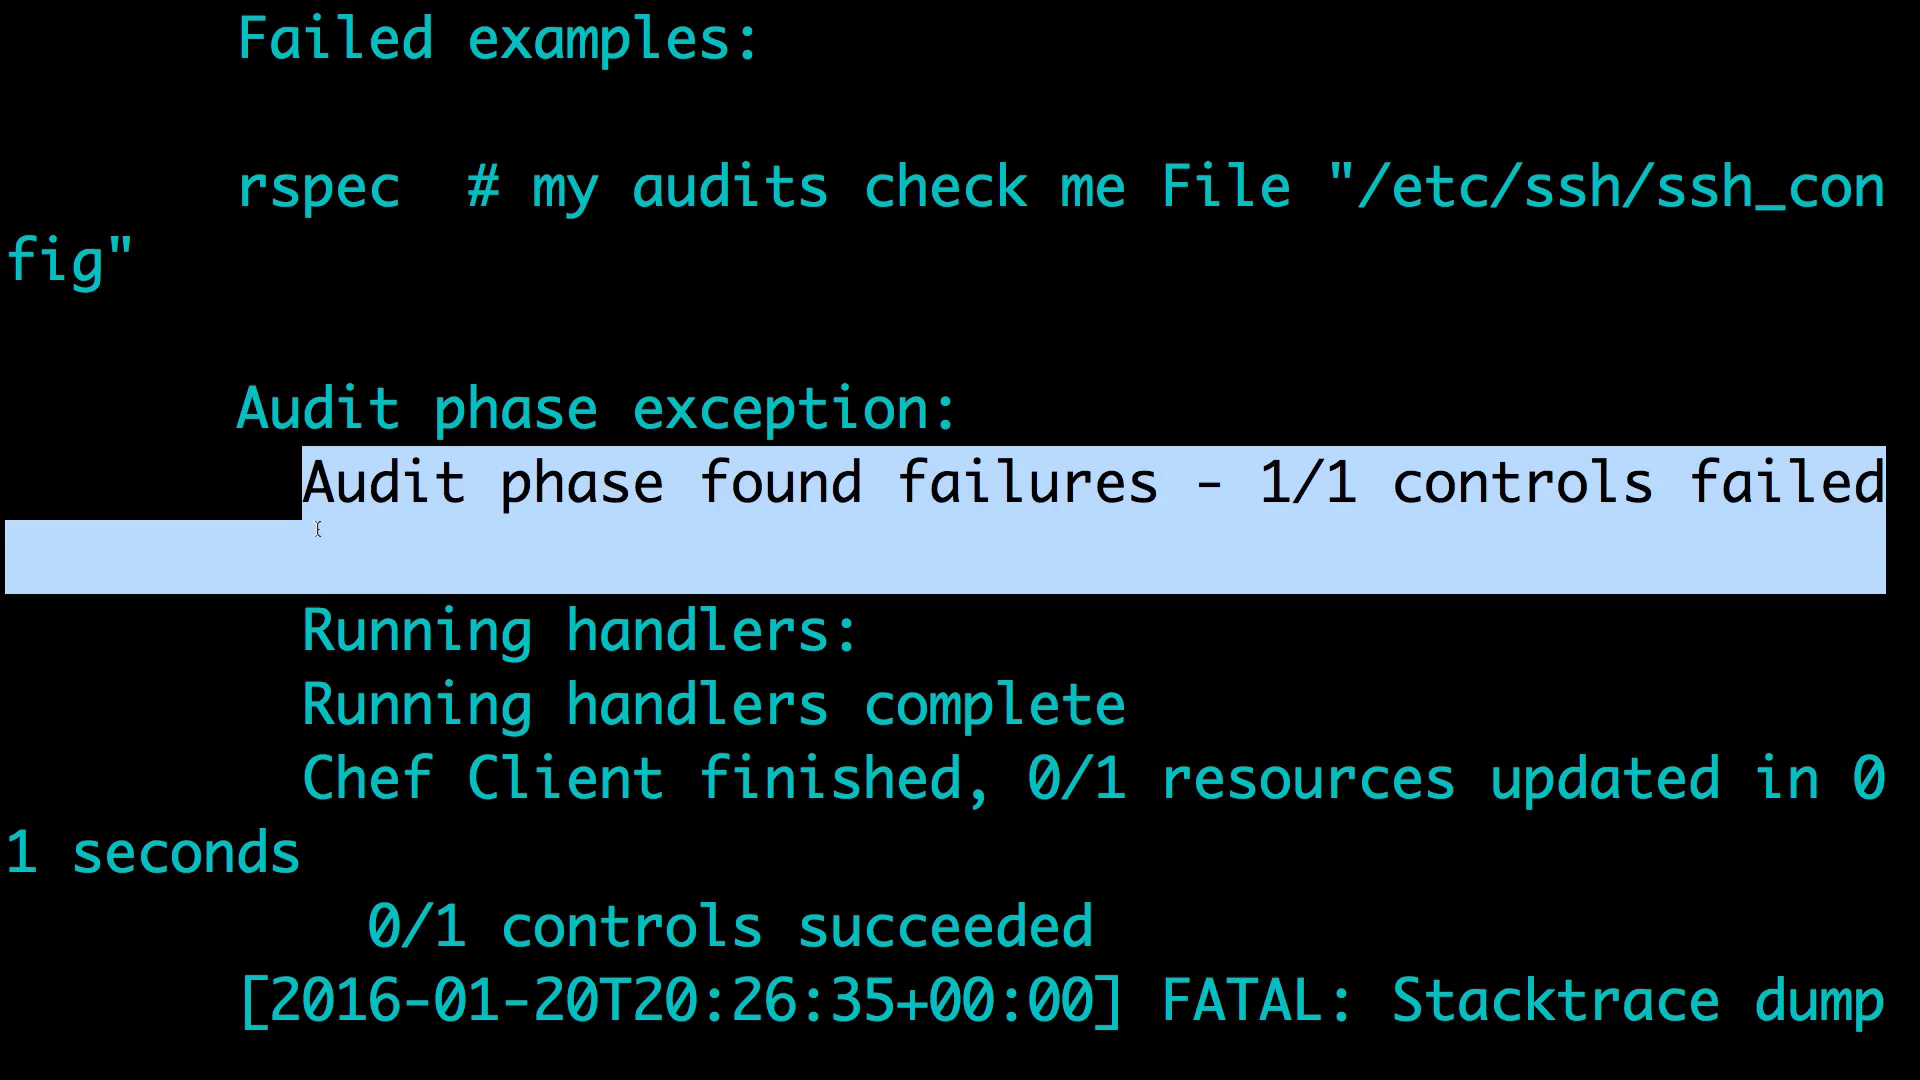 Failed examples:
rspec  # my audits check me File "/etc/ssh/ssh_con
fig"
Audit phase exception:
Audit phase found failures - 1/1 controls failed
Running handlers:
Running handlers complete
Chef Client finished, 0/1 resources updated in 0
1 seconds
0/1 controls succeeded
[2016-01-20T20:26:35+00:00] FATAL: Stacktrace dump